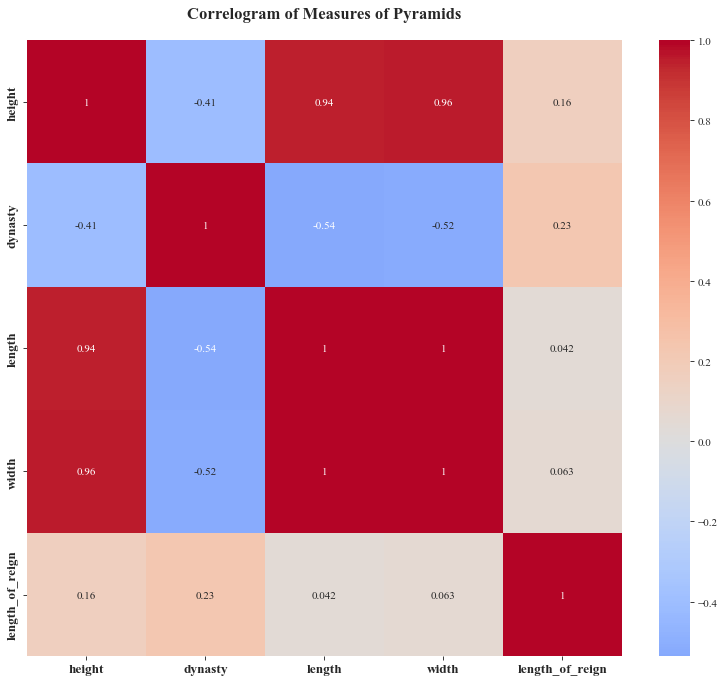 Correlogram of Measures of Pyramids
height 1 -0.41 0.94 0.96 0.16
dynasty -0.41 1 -0.54 -0.52 0.23
length 0.94 -0.54 1 1 0.042
width 0.96 -0.52 1 1 0.063
length_of_reign 0.16 0.23 0.042 0.063 1
height dynasty length width length_of_reign
1.0
0.8
0.6
0.4
0.2
0.0
−0.2
−0.4